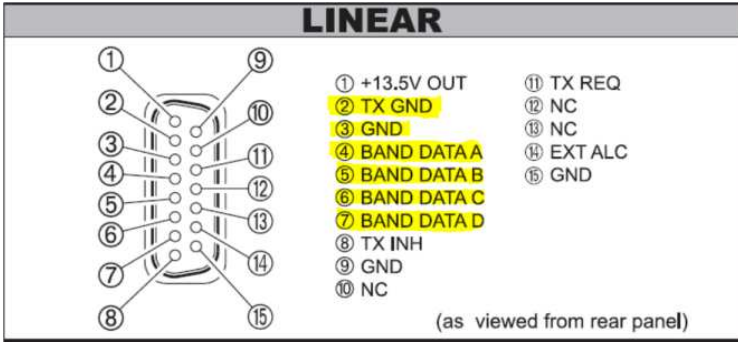 LINEAR
① ⑨
② ⑩
③ ⑪
④ ⑫
⑤ ⑬
⑥ ⑭
⑦ ⑮
⑧
① +13.5V OUT
② TX GND
③ GND
④ BAND DATA A
⑤ BAND DATA B
⑥ BAND DATA C
⑦ BAND DATA D
⑧ TX INH
⑨ GND
⑩ NC
⑪ TX REQ
⑫ NC
⑬ NC
⑭ EXT ALC
⑮ GND
(as viewed from rear panel)